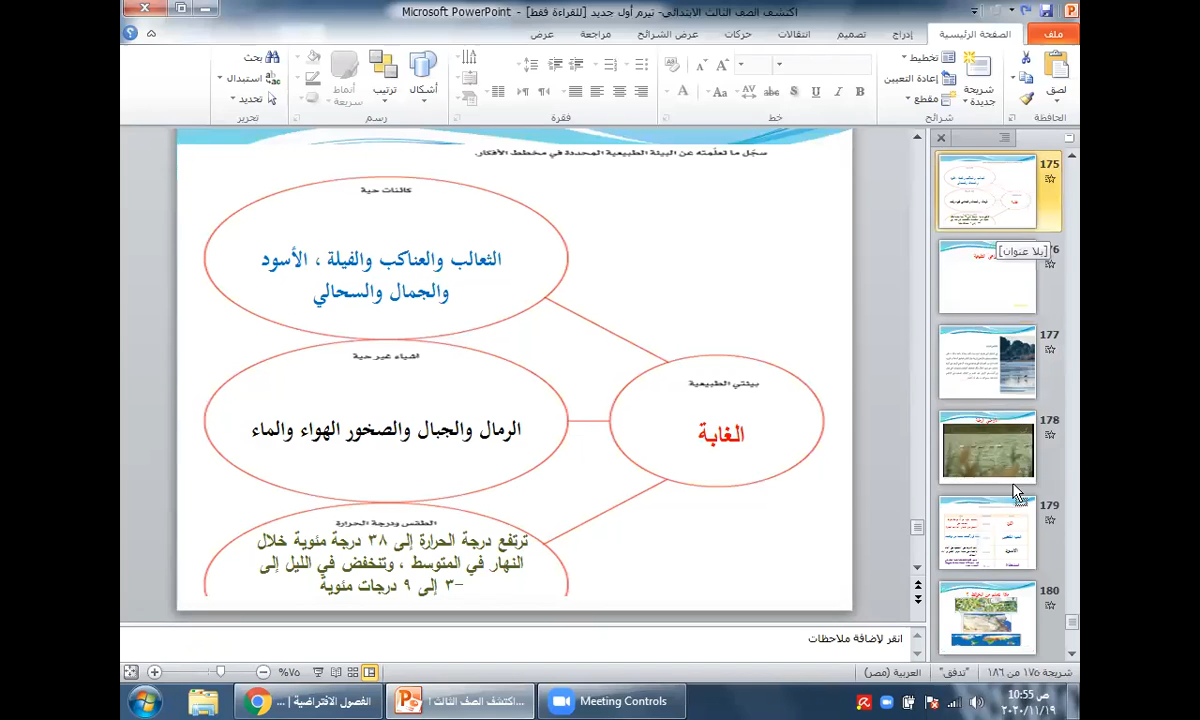 اكتشف الصف الثالث الابتدائي- تيرم أول جديد [للقراءة فقط] - Microsoft PowerPoint
ملف
الصفحة الرئيسية
إدراج
تصميم
انتقالات
حركات
عرض الشرائح
مراجعة
عرض
لصق
الحافظة
شريحة جديدة
تخطيط
إعادة التعيين
مقطع
شرائح
خط
فقرة
أشكال
ترتيب
أنماط سريعة
رسم
بحث
استبدال
تحديد
تحرير
سجل ما تعلمته عن البيئة الطبيعية المحددة في مخطط الأفكار.
كائنات حية
الثعالب والعناكب والفيلة ، الأسود
والجمال والسحالي
أشياء غير حية
الرمال والجبال والصخور الهواء والماء
بيئتي الطبيعية
الغابة
الطقس ودرجة الحرارة
ترتفع درجة الحرارة إلى ٣٨ درجة مئوية خلال
النهار في المتوسط ، وتنخفض في الليل إلى
-٣ إلى ٩ درجات مئوية
175
[بلا عنوان]
177
178
179
180
انقر لإضافة ملاحظات
شريحة ١٧٥ من ١٨٦
"تدفق"
العربية (مصر)
%٧٥
الفصول الافتراضية | ...
...اكتشف الصف الثالث ا
Meeting Controls
10:55 ص
٢٠٢٠/١١/١٩